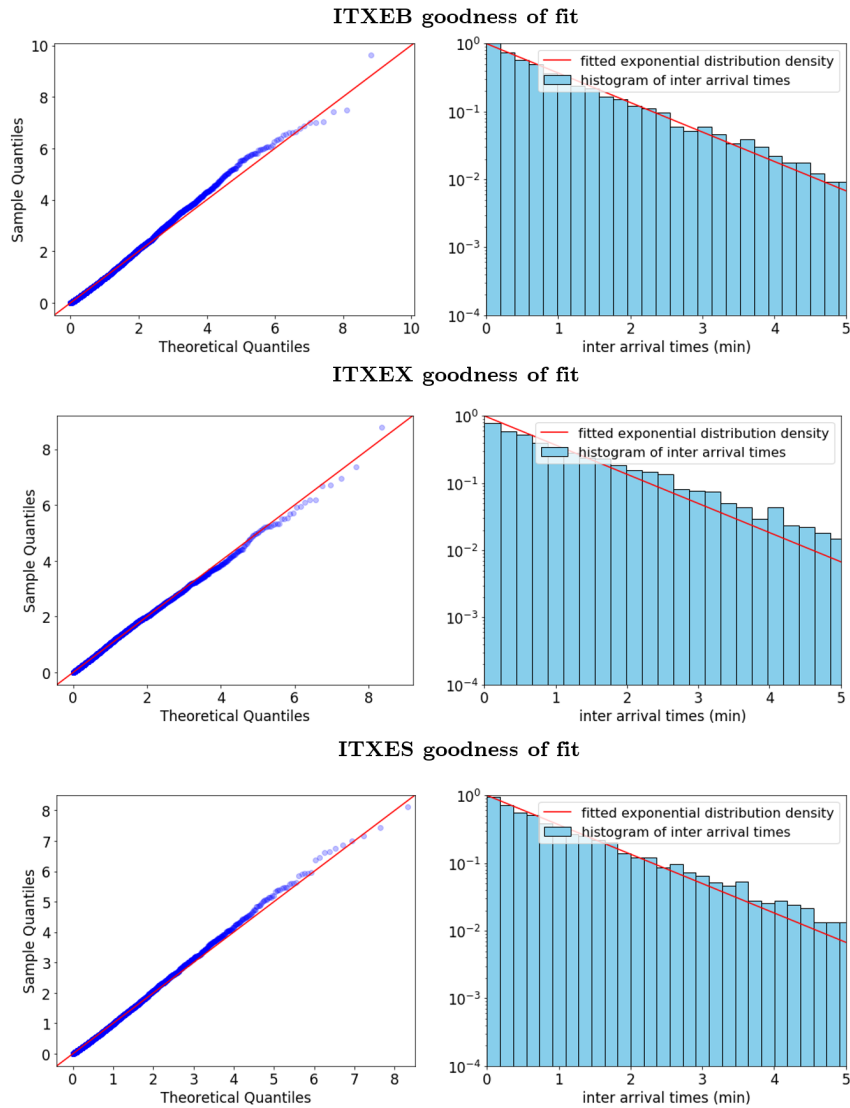 ITXEB goodness of fit
10
8
6
4
2
0
Sample Quantiles
0 2 4 6 8 10
Theoretical Quantiles
10^0
10^-1
10^-2
10^-3
10^-4
fitted exponential distribution density
histogram of inter arrival times
0 1 2 3 4 5
inter arrival times (min)
ITXEX goodness of fit
8
6
4
2
0
Sample Quantiles
0 2 4 6 8
Theoretical Quantiles
10^0
10^-1
10^-2
10^-3
10^-4
fitted exponential distribution density
histogram of inter arrival times
0 1 2 3 4 5
inter arrival times (min)
ITXES goodness of fit
8
7
6
5
4
3
2
1
0
Sample Quantiles
0 1 2 3 4 5 6 7 8
Theoretical Quantiles
10^0
10^-1
10^-2
10^-3
10^-4
fitted exponential distribution density
histogram of inter arrival times
0 1 2 3 4 5
inter arrival times (min)